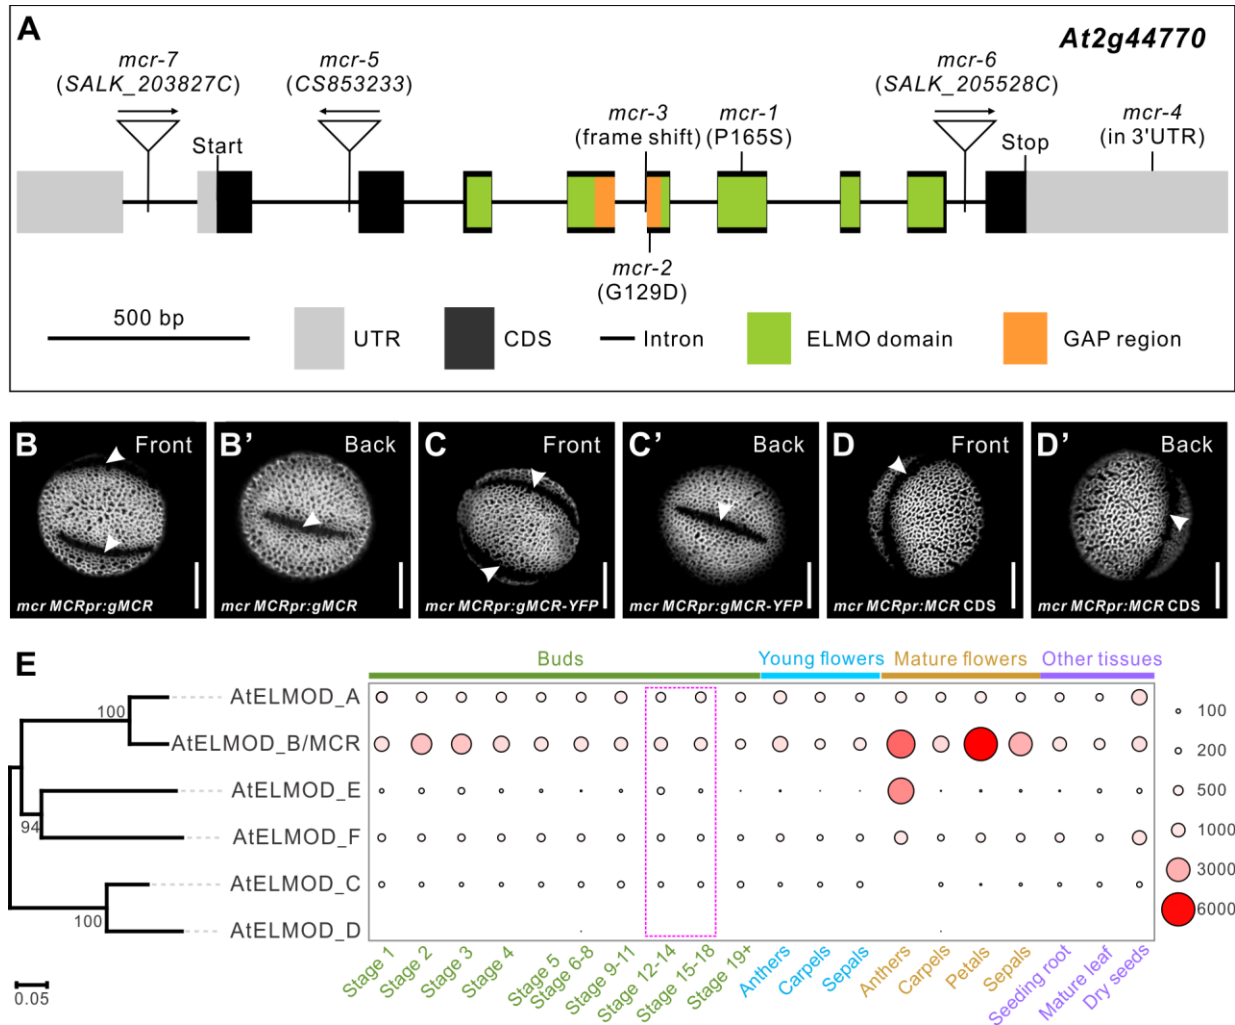 A
At2g44770
mcr-7
(SALK_203827C)
mcr-5
(CS853233)
mcr-6
(SALK_205528C)
mcr-3
(frame shift)
mcr-1
(P165S)
mcr-4
(in 3'UTR)
Start
Stop
mcr-2
(G129D)
500 bp
UTR
CDS
Intron
ELMO domain
GAP region
B
Front
mcr MCRpr:gMCR
B’
Back
mcr MCRpr:gMCR
C
Front
mcr MCRpr:gMCR-YFP
C’
Back
mcr MCRpr:gMCR-YFP
D
Front
mcr MCRpr:MCR CDS
D’
Back
mcr MCRpr:MCR CDS
E
Buds
Young flowers
Mature flowers
Other tissues
AtELMOD_A
AtELMOD_B/MCR
AtELMOD_E
AtELMOD_F
AtELMOD_C
AtELMOD_D
100
94
100
0.05
100
200
500
1000
3000
6000
Stage 1
Stage 2
Stage 3
Stage 4
Stage 5
Stage 6-8
Stage 9-11
Stage 12-14
Stage 15-18
Stage 19+
Anthers
Carpels
Sepals
Anthers
Carpels
Petals
Sepals
Seeding root
Mature leaf
Dry seeds